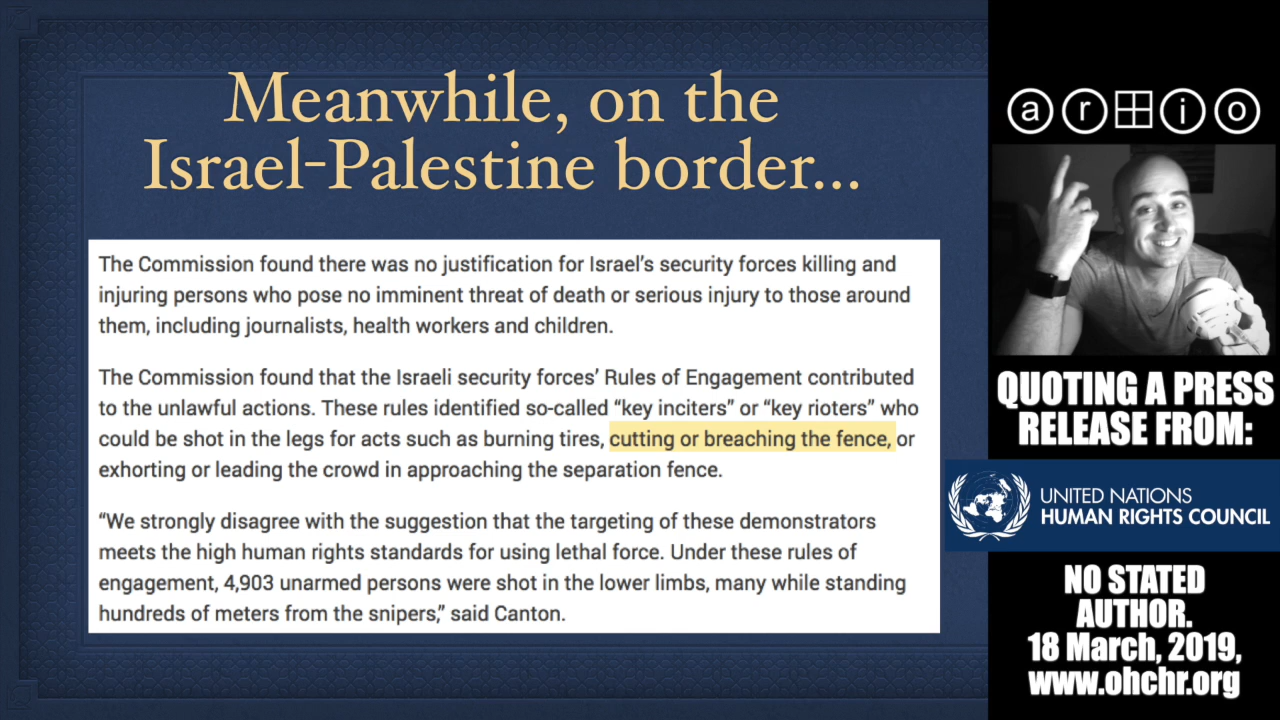 Meanwhile, on the
Israel-Palestine border...
The Commission found there was no justification for Israel's security forces killing and
injuring persons who pose no imminent threat of death or serious injury to those around
them, including journalists, health workers and children.
The Commission found that the Israeli security forces' Rules of Engagement contributed
to the unlawful actions. These rules identified so-called "key inciters" or "key rioters" who
could be shot in the legs for acts such as burning tires, cutting or breaching the fence, or
exhorting or leading the crowd in approaching the separation fence.
"We strongly disagree with the suggestion that the targeting of these demonstrators
meets the high human rights standards for using lethal force. Under these rules of
engagement, 4,903 unarmed persons were shot in the lower limbs, many while standing
hundreds of meters from the snipers," said Canton.
a r i o
QUOTING A PRESS
RELEASE FROM:
UNITED NATIONS
HUMAN RIGHTS COUNCIL
NO STATED
AUTHOR.
18 March, 2019,
www.ohchr.org